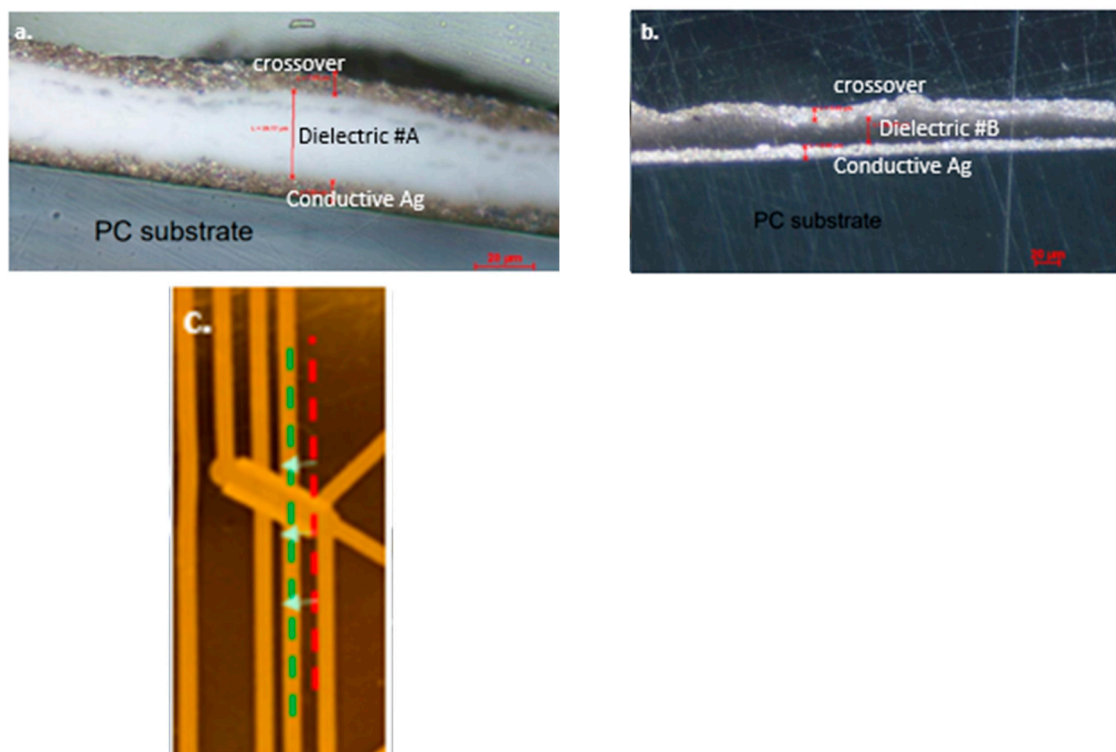 a.
crossover
Dielectric #A
Conductive Ag
PC substrate
20 μm
b.
crossover
Dielectric #B
Conductive Ag
PC substrate
20 μm
c.